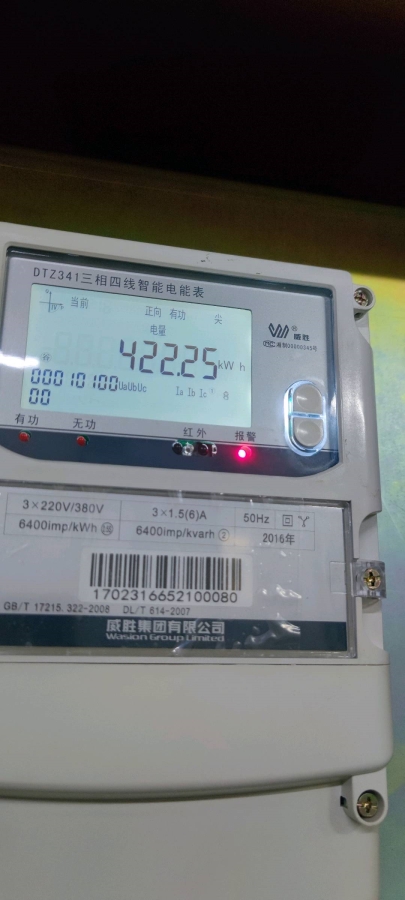 DTZ341三相四线智能电能表
当前 正向 有功 尖
电量
422.25 kW h
00010100 UaUbUc Ia Ib Ic
00
威胜
有功 无功 红外 报警
3×220V/380V 3×1.5(6)A 50Hz
6400imp/kWh 6400imp/kvarh ② 2016年
1702316652100080
GB/T 17215.322-2008 DL/T 614-2007
威胜集团有限公司
Wasion Group Limited